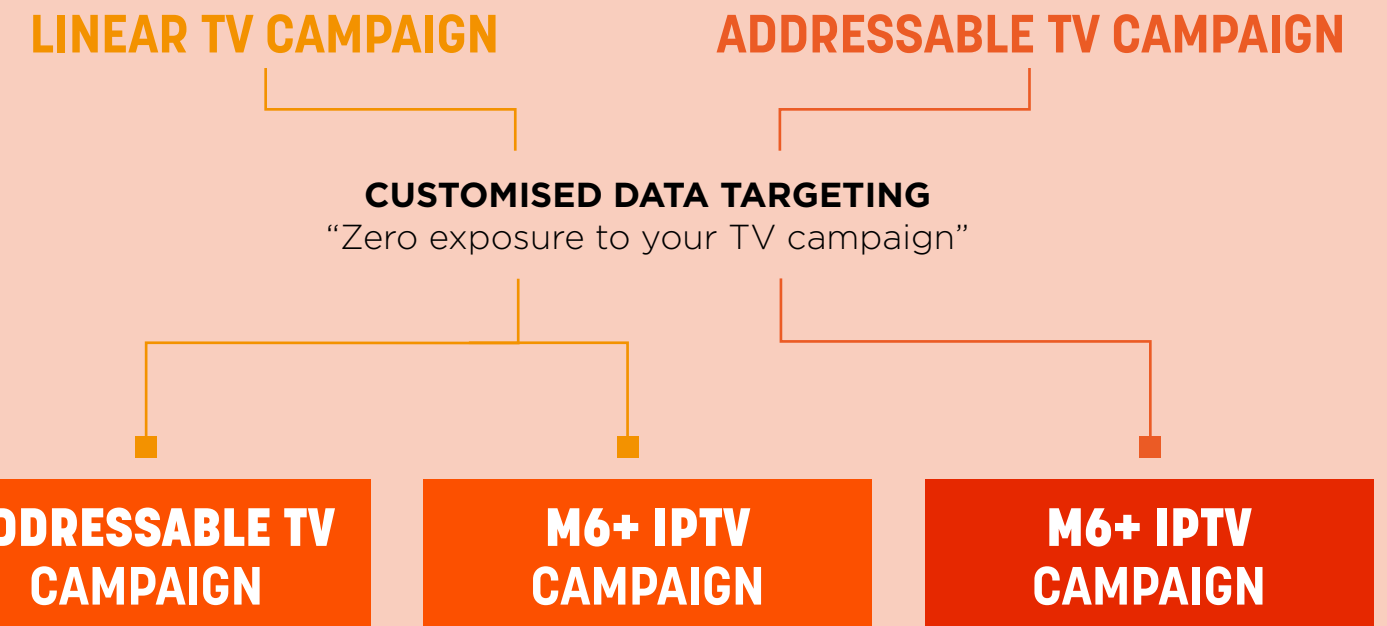 LINEAR TV CAMPAIGN
ADDRESSABLE TV CAMPAIGN
CUSTOMISED DATA TARGETING
“Zero exposure to your TV campaign”
DDRESSABLE TV
CAMPAIGN
M6+ IPTV
CAMPAIGN
M6+ IPTV
CAMPAIGN